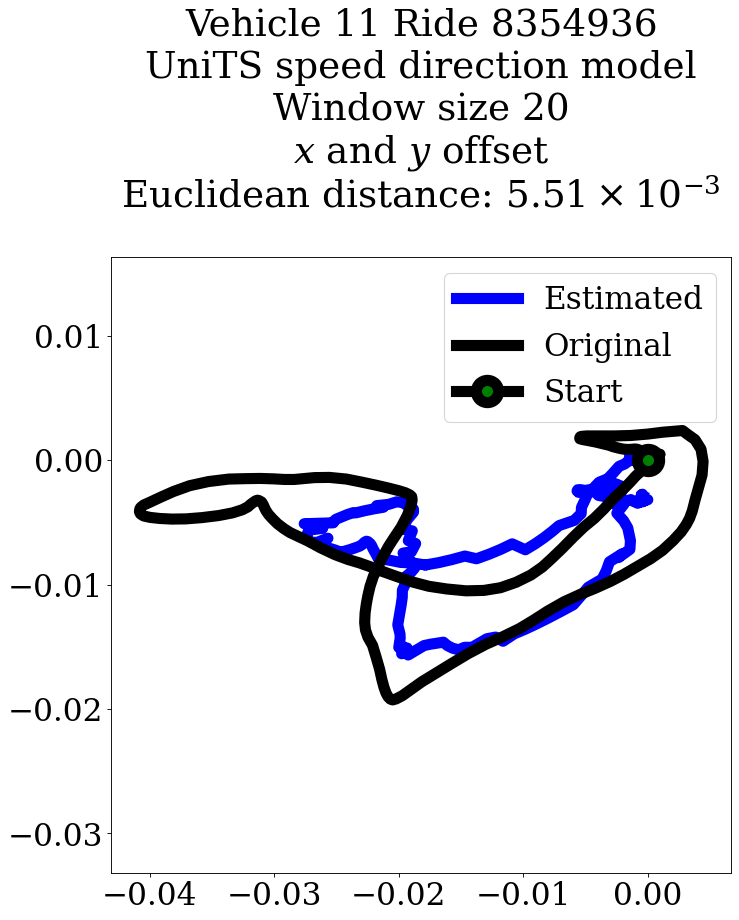 Vehicle 11 Ride 8354936
UniTS speed direction model
Window size 20
x and y offset
Euclidean distance: 5.51 × 10⁻³
Estimated
Original
Start
0.01
0.00
−0.01
−0.02
−0.03
−0.04 −0.03 −0.02 −0.01 0.00